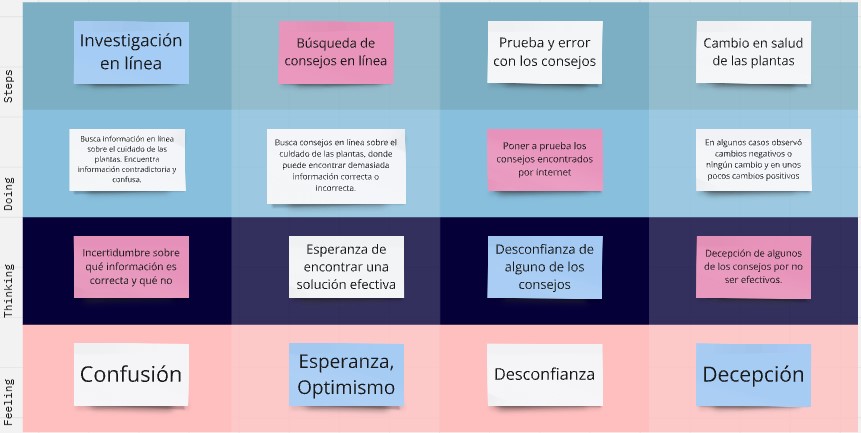 Steps
Investigación
en línea
Búsqueda de
consejos en línea
Prueba y error
con los consejos
Cambio en salud
de las plantas
Doing
Busca información en línea
sobre el cuidado de las
plantas. Encuentra
información contradictoria y
confusa.
Busca consejos en línea sobre el
cuidado de las plantas, donde
puede encontrar demasiada
información correcta o
incorrecta.
Poner a prueba los
consejos encontrados
por internet
En algunos casos observó
cambios negativos o
ningún cambio y en unos
pocos cambios positivos
Thinking
Incertidumbre sobre
qué información es
correcta y qué no
Esperanza de
encontrar una
solución efectiva
Desconfianza de
alguno de los
consejos
Decepción de algunos
de los consejos por no
ser efectivos.
Feeling
Confusión
Esperanza,
Optimismo
Desconfianza
Decepción